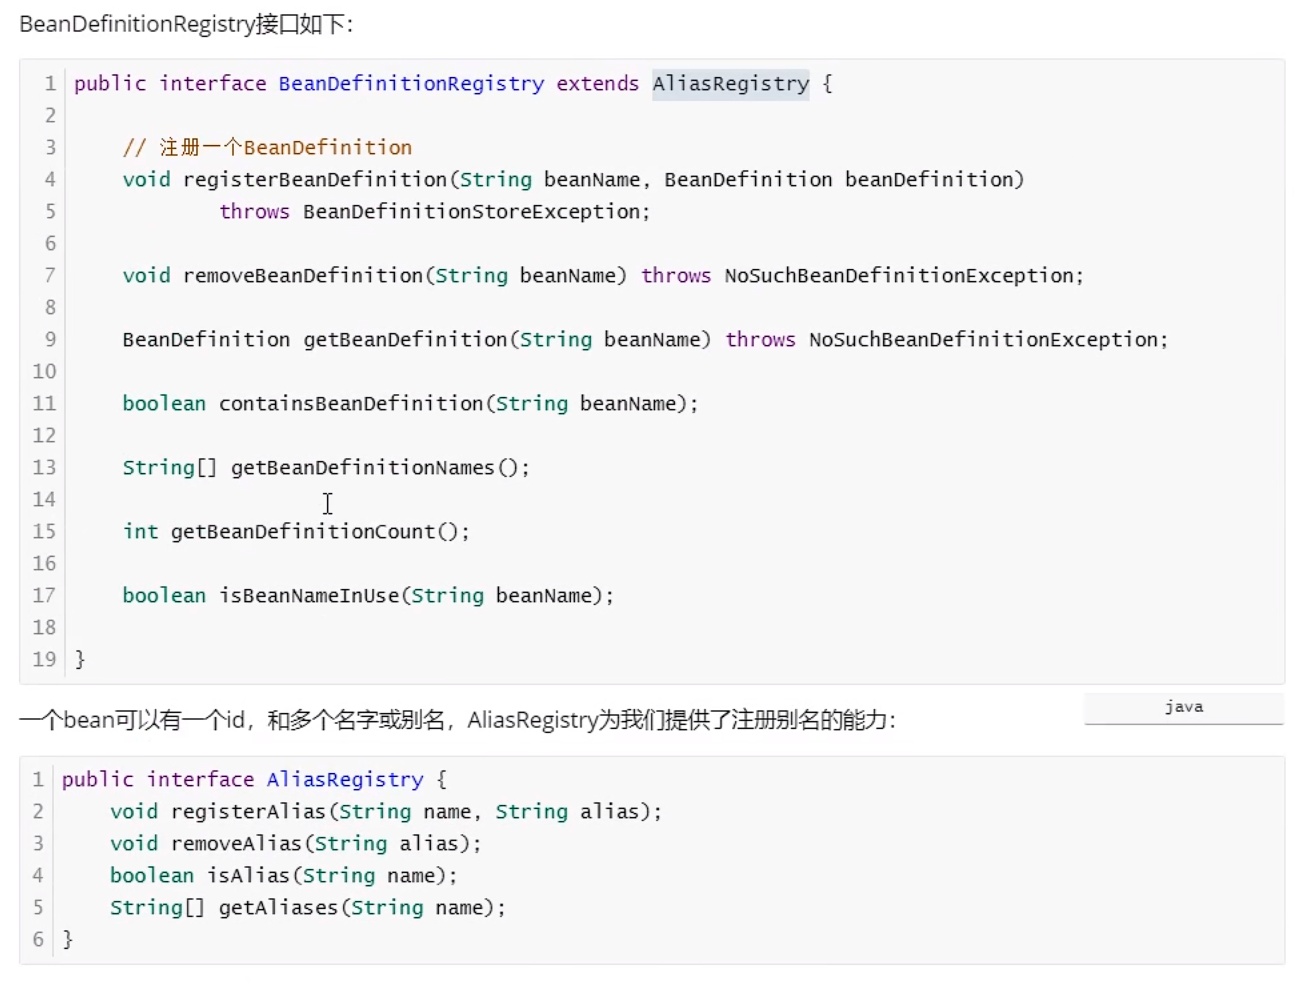 BeanDefinitionRegistry接口如下：
1 public interface BeanDefinitionRegistry extends AliasRegistry {
2
3     // 注册一个BeanDefinition
4     void registerBeanDefinition(String beanName, BeanDefinition beanDefinition)
5             throws BeanDefinitionStoreException;
6
7     void removeBeanDefinition(String beanName) throws NoSuchBeanDefinitionException;
8
9     BeanDefinition getBeanDefinition(String beanName) throws NoSuchBeanDefinitionException;
10
11     boolean containsBeanDefinition(String beanName);
12
13     String[] getBeanDefinitionNames();
14
15     int getBeanDefinitionCount();
16
17     boolean isBeanNameInUse(String beanName);
18
19 }
java
一个bean可以有一个id，和多个名字或别名，AliasRegistry为我们提供了注册别名的能力：
1 public interface AliasRegistry {
2     void registerAlias(String name, String alias);
3     void removeAlias(String alias);
4     boolean isAlias(String name);
5     String[] getAliases(String name);
6 }